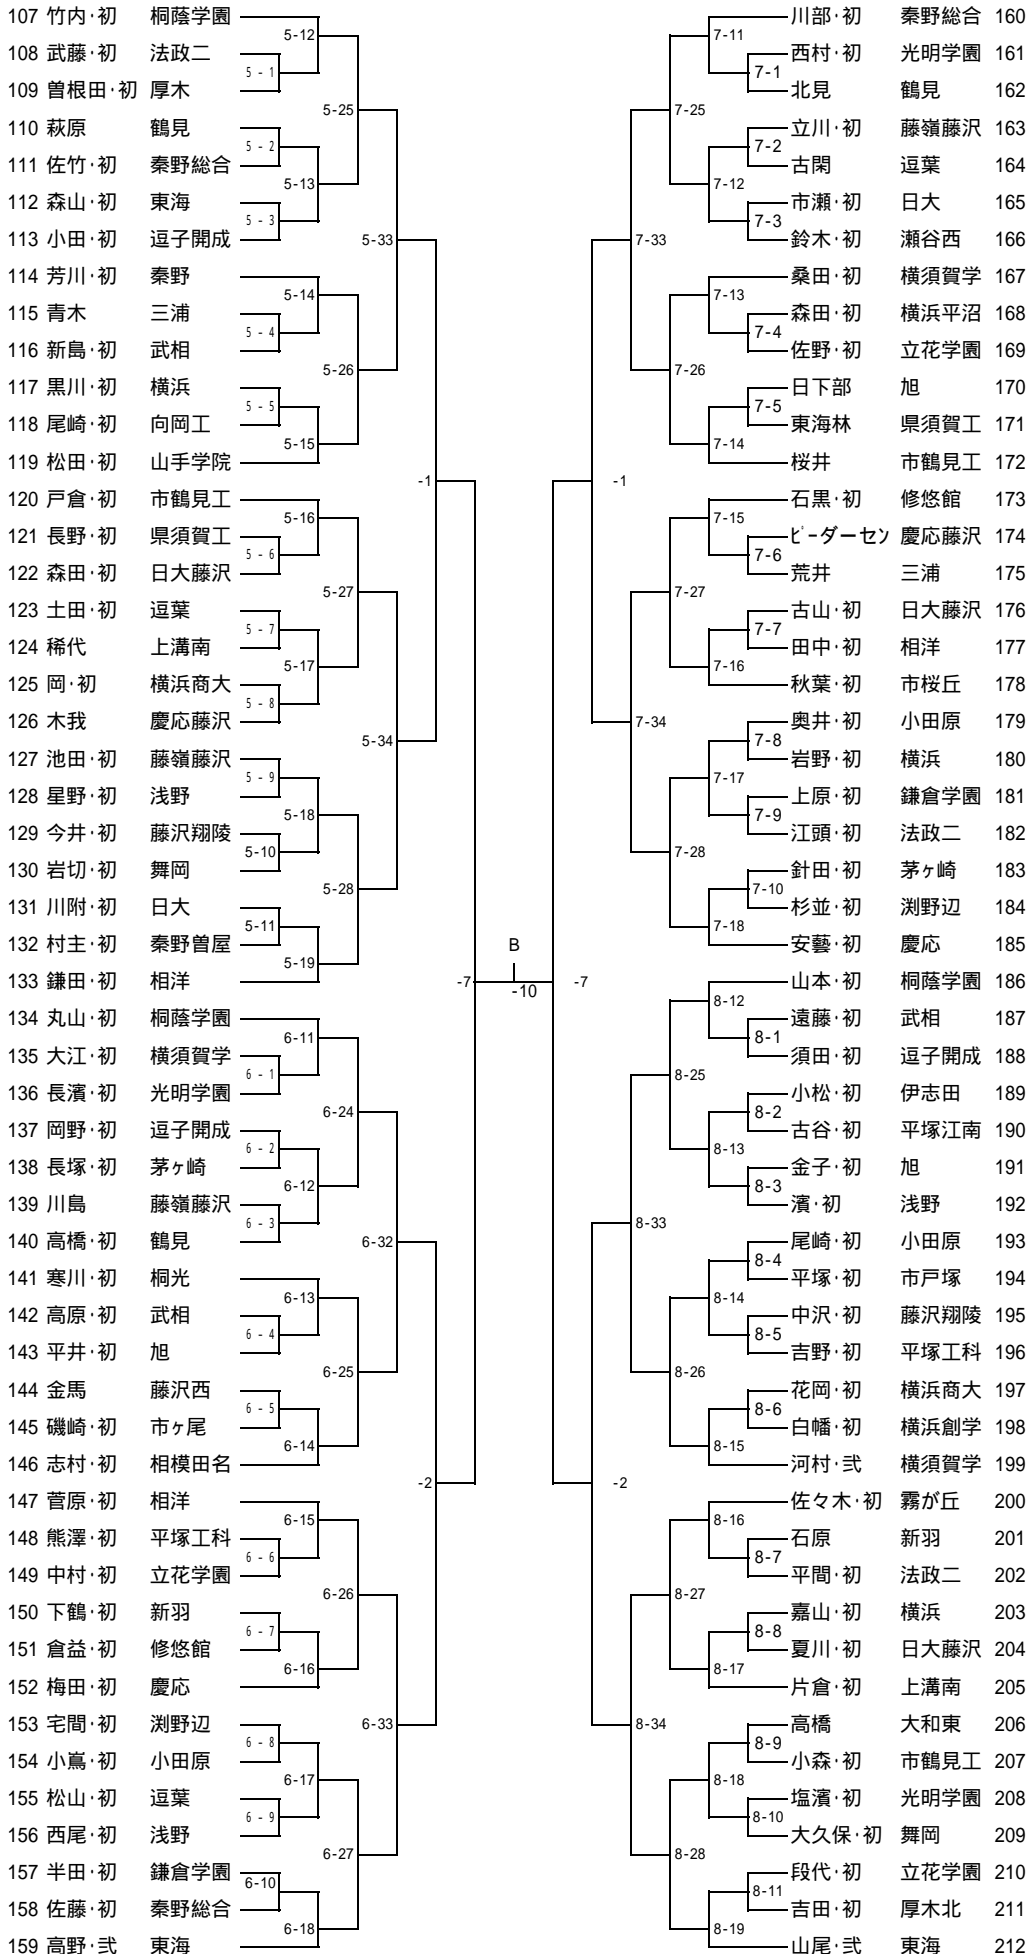 107 竹内・初 桐蔭学園
5-12
108 武藤・初 法政二
5 - 1
109 曽根田・初 厚木
5-25
110 萩原 鶴見
5 - 2
111 佐竹・初 秦野総合
5-13
112 森山・初 東海
5 - 3
113 小田・初 逗子開成
5-33
114 芳川・初 秦野
5-14
115 青木 三浦
5 - 4
116 新島・初 武相
5-26
117 黒川・初 横浜
5 - 5
118 尾崎・初 向岡工
5-15
119 松田・初 山手学院
-1
120 戸倉・初 市鶴見工
5-16
121 長野・初 県須賀工
5 - 6
122 森田・初 日大藤沢
5-27
123 土田・初 逗葉
5 - 7
124 稀代 上溝南
5-17
125 岡・初 横浜商大
5 - 8
126 木我 慶応藤沢
5-34
127 池田・初 藤嶺藤沢
5 - 9
128 星野・初 浅野
5-18
129 今井・初 藤沢翔陵
5-10
130 岩切・初 舞岡
5-28
131 川附・初 日大
5-11
132 村主・初 秦野曽屋
5-19
133 鎌田・初 相洋
-7
134 丸山・初 桐蔭学園
6-11
135 大江・初 横須賀学
6 - 1
136 長濱・初 光明学園
6-24
137 岡野・初 逗子開成
6 - 2
138 長塚・初 茅ヶ崎
6-12
139 川島 藤嶺藤沢
6 - 3
140 高橋・初 鶴見
6-32
141 寒川・初 桐光
6-13
142 高原・初 武相
6 - 4
143 平井・初 旭
6-25
144 金馬 藤沢西
6 - 5
145 磯崎・初 市ヶ尾
6-14
146 志村・初 相模田名
-2
147 菅原・初 相洋
6-15
148 熊澤・初 平塚工科
6 - 6
149 中村・初 立花学園
6-26
150 下鶴・初 新羽
6 - 7
151 倉益・初 修悠館
6-16
152 梅田・初 慶応
6-33
153 宅間・初 渕野辺
6 - 8
154 小嶌・初 小田原
6-17
155 松山・初 逗葉
6 - 9
156 西尾・初 浅野
6-27
157 半田・初 鎌倉学園
6-10
158 佐藤・初 秦野総合
6-18
159 高野・弐 東海
B
-10
川部・初 秦野総合 160
7-11
西村・初 光明学園 161
7-1
北見 鶴見 162
7-25
立川・初 藤嶺藤沢 163
7-2
古閑 逗葉 164
7-12
市瀬・初 日大 165
7-3
鈴木・初 瀬谷西 166
7-33
桑田・初 横須賀学 167
7-13
森田・初 横浜平沼 168
7-4
佐野・初 立花学園 169
7-26
日下部 旭 170
7-5
東海林 県須賀工 171
7-14
桜井 市鶴見工 172
-1
石黒・初 修悠館 173
7-15
ピーダーセン 慶応藤沢 174
7-6
荒井 三浦 175
7-27
古山・初 日大藤沢 176
7-7
田中・初 相洋 177
7-16
秋葉・初 市桜丘 178
7-34
奥井・初 小田原 179
7-8
岩野・初 横浜 180
7-17
上原・初 鎌倉学園 181
7-9
江頭・初 法政二 182
7-28
針田・初 茅ヶ崎 183
7-10
杉並・初 渕野辺 184
7-18
安藝・初 慶応 185
-7
山本・初 桐蔭学園 186
8-12
遠藤・初 武相 187
8-1
須田・初 逗子開成 188
8-25
小松・初 伊志田 189
8-2
古谷・初 平塚江南 190
8-13
金子・初 旭 191
8-3
濱・初 浅野 192
8-33
尾崎・初 小田原 193
8-4
平塚・初 市戸塚 194
8-14
中沢・初 藤沢翔陵 195
8-5
吉野・初 平塚工科 196
8-26
花岡・初 横浜商大 197
8-6
白幡・初 横浜創学 198
8-15
河村・弐 横須賀学 199
-2
佐々木・初 霧が丘 200
8-16
石原 新羽 201
8-7
平間・初 法政二 202
8-27
嘉山・初 横浜 203
8-8
夏川・初 日大藤沢 204
8-17
片倉・初 上溝南 205
8-34
高橋 大和東 206
8-9
小森・初 市鶴見工 207
8-18
塩濱・初 光明学園 208
8-10
大久保・初 舞岡 209
8-28
段代・初 立花学園 210
8-11
吉田・初 厚木北 211
8-19
山尾・弐 東海 212